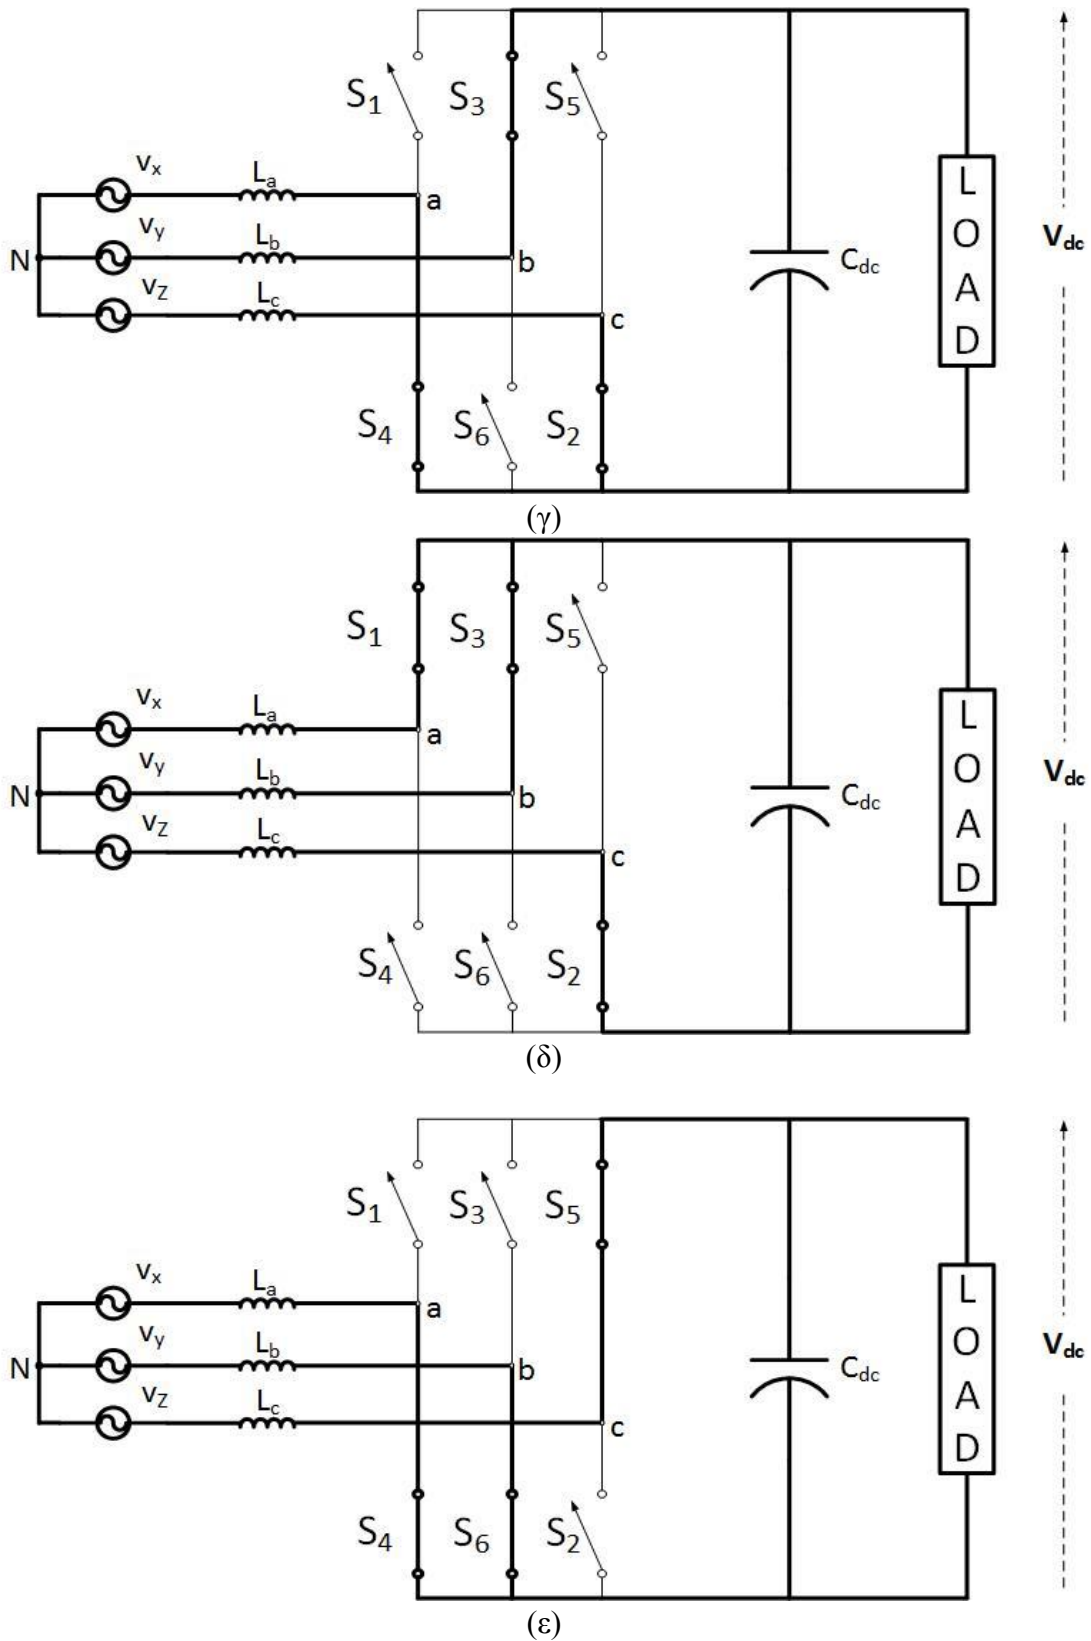 S1
S3
S5
vx
La
a
vy
Lb
N
b
vZ
Lc
c
Cdc
L
O
A
D
Vdc
S4
S6
S2
(γ)
S1
S3
S5
vx
La
a
vy
Lb
N
b
vZ
Lc
c
Cdc
L
O
A
D
Vdc
S4
S6
S2
(δ)
S1
S3
S5
vx
La
a
vy
Lb
N
b
vZ
Lc
c
Cdc
L
O
A
D
Vdc
S4
S6
S2
(ε)